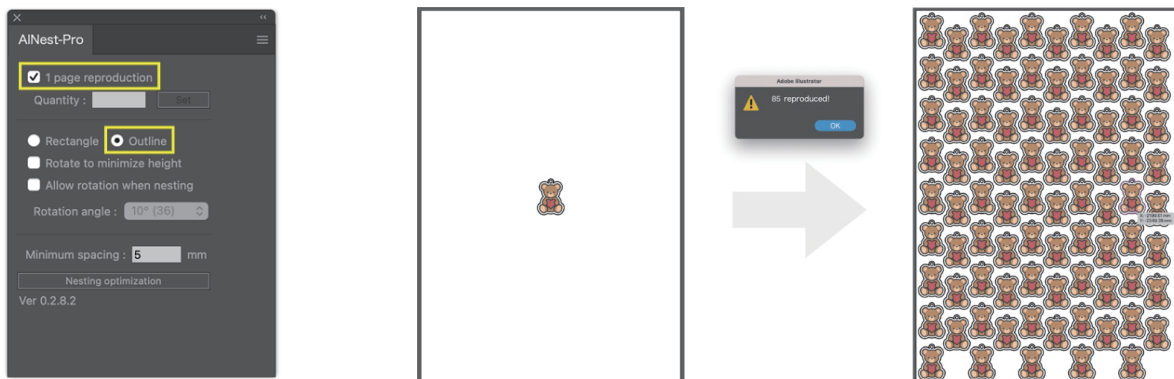 AINest-Pro
1 page reproduction
Quantity :
Set
Rectangle
Outline
Rotate to minimize height
Allow rotation when nesting
Rotation angle : 10° (36)
Minimum spacing : 5 mm
Nesting optimization
Ver 0.2.8.2
Adobe Illustrator
85 reproduced!
OK